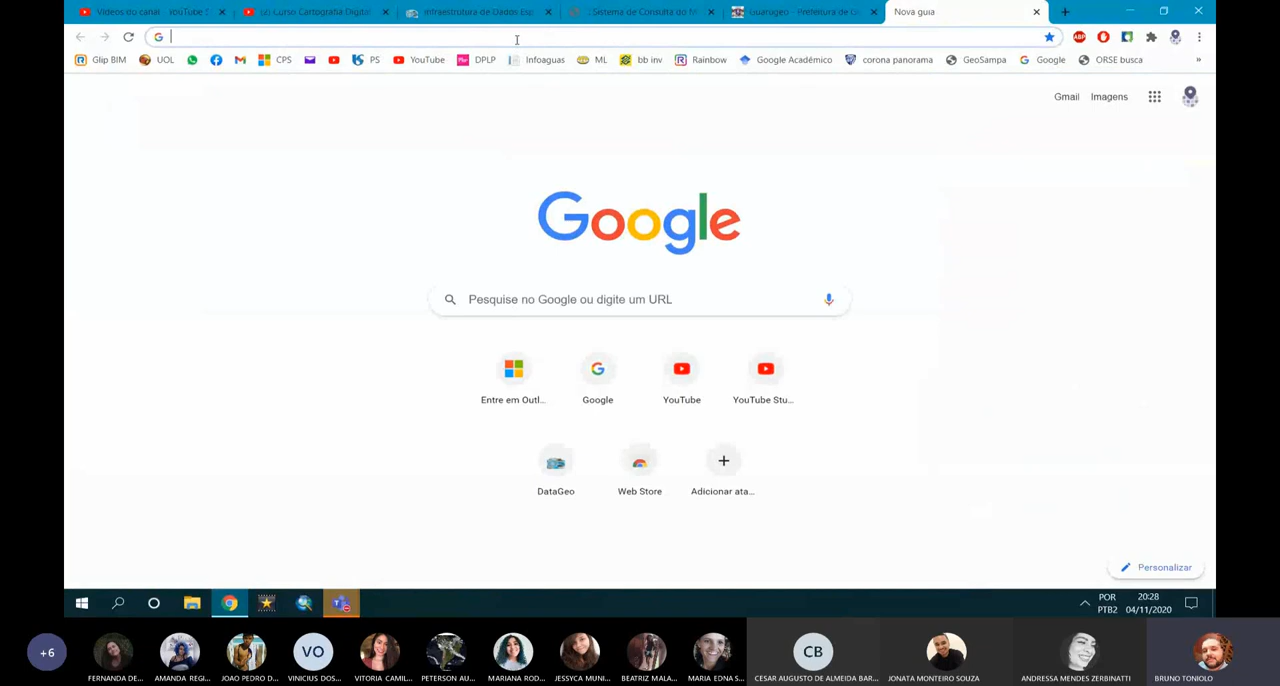 Vídeos do canal - YouTube S
(2) Curso Cartografia Digital
Infraestrutura de Dados Esp
Sistema de Consulta do M
Guarugeo - Prefeitura de Gu
Nova guia
Glip BIM
UOL
CPS
PS
YouTube
DPLP
Infoaguas
ML
bb inv
Rainbow
Google Acadêmico
corona panorama
GeoSampa
Google
ORSE busca
»
Gmail
Imagens
Google
Pesquise no Google ou digite um URL
Entre em Outl...
Google
YouTube
YouTube Stu...
DataGeo
Web Store
Adicionar ata...
Personalizar
POR
PTB2
20:28
04/11/2020
+6
VO
CB
FERNANDA DE...
AMANDA REGI...
JOAO PEDRO D...
VINICIUS DOS...
VITORIA CAMIL...
PETERSON AU...
MARIANA ROD...
JESSYCA MUNI...
BEATRIZ MALA...
MARIA EDNA S...
CESAR AUGUSTO DE ALMEIDA BAR...
JONATA MONTEIRO SOUZA
ANDRESSA MENDES ZERBINATTI
BRUNO TONIOLO